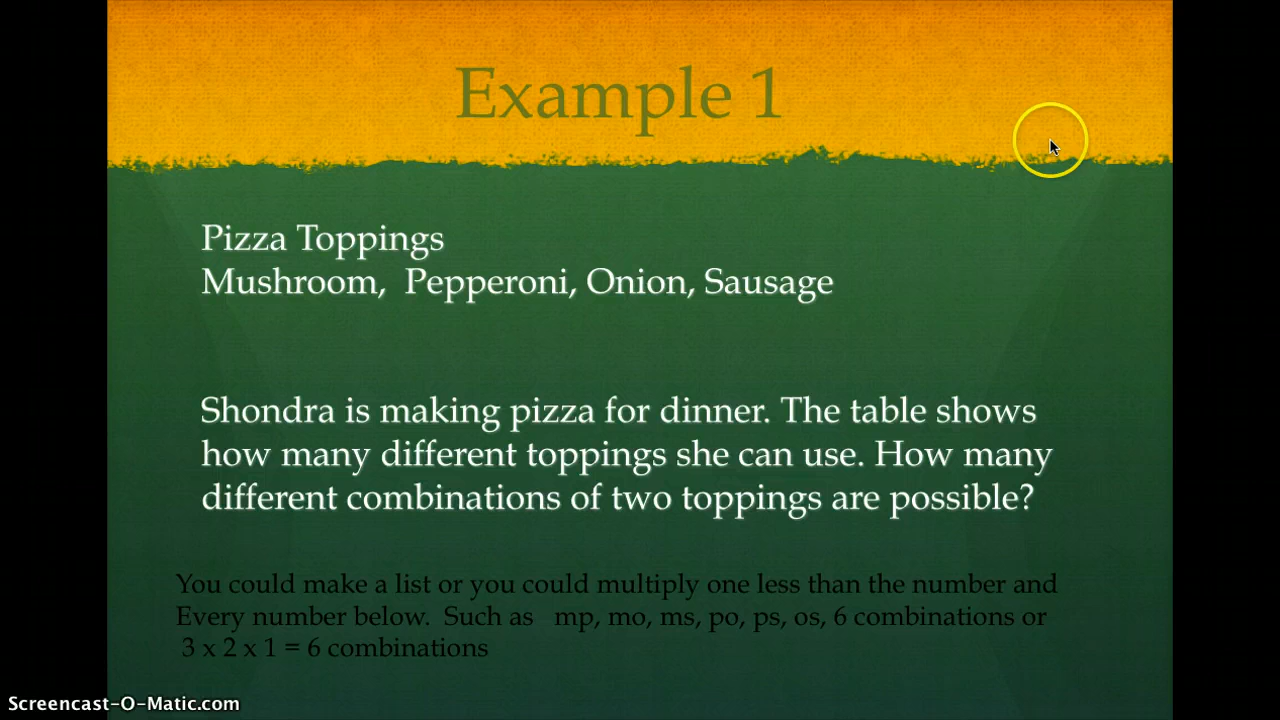 Example 1
Pizza Toppings
Mushroom,  Pepperoni, Onion, Sausage
Shondra is making pizza for dinner. The table shows
how many different toppings she can use. How many
different combinations of two toppings are possible?
You could make a list or you could multiply one less than the number and
Every number below.  Such as   mp, mo, ms, po, ps, os, 6 combinations or
3 x 2 x 1 = 6 combinations
Screencast-O-Matic.com